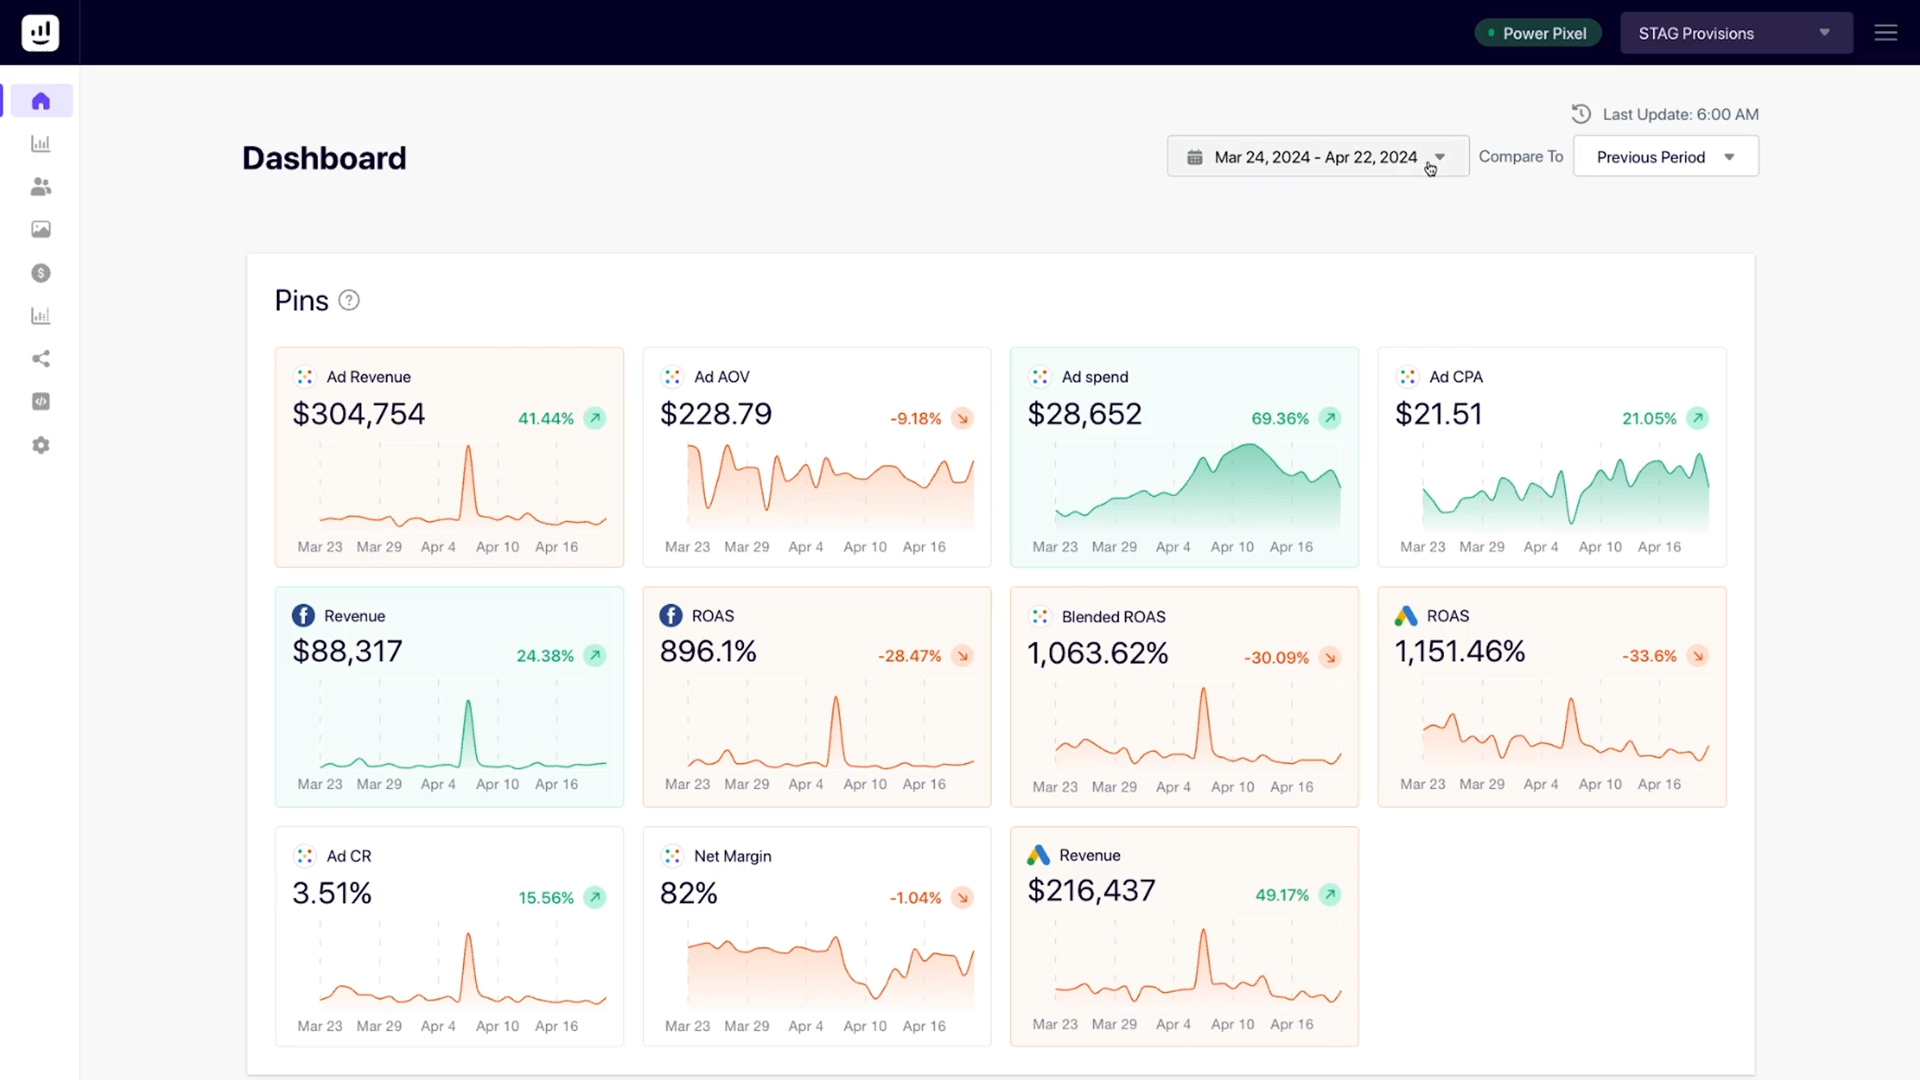 Power Pixel
STAG Provisions
Last Update: 6:00 AM
Dashboard
Mar 24, 2024 - Apr 22, 2024
Compare To
Previous Period
Pins ?
Ad Revenue
$304,754
41.44%
Mar 23 Mar 29 Apr 4 Apr 10 Apr 16
Ad AOV
$228.79
-9.18%
Mar 23 Mar 29 Apr 4 Apr 10 Apr 16
Ad spend
$28,652
69.36%
Mar 23 Mar 29 Apr 4 Apr 10 Apr 16
Ad CPA
$21.51
21.05%
Mar 23 Mar 29 Apr 4 Apr 10 Apr 16
Revenue
$88,317
24.38%
Mar 23 Mar 29 Apr 4 Apr 10 Apr 16
ROAS
896.1%
-28.47%
Mar 23 Mar 29 Apr 4 Apr 10 Apr 16
Blended ROAS
1,063.62%
-30.09%
Mar 23 Mar 29 Apr 4 Apr 10 Apr 16
ROAS
1,151.46%
-33.6%
Mar 23 Mar 29 Apr 4 Apr 10 Apr 16
Ad CR
3.51%
15.56%
Mar 23 Mar 29 Apr 4 Apr 10 Apr 16
Net Margin
82%
-1.04%
Mar 23 Mar 29 Apr 4 Apr 10 Apr 16
Revenue
$216,437
49.17%
Mar 23 Mar 29 Apr 4 Apr 10 Apr 16